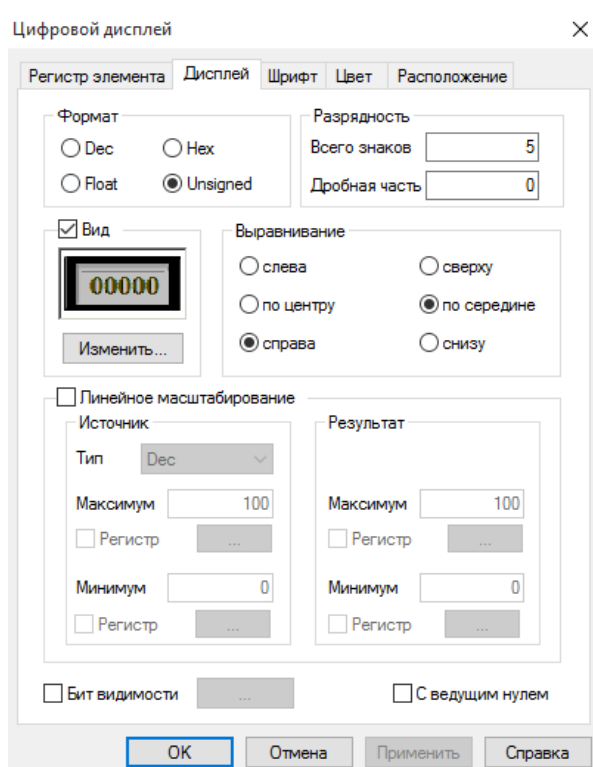 Цифровой дисплей
Регистр элемента Дисплей Шрифт Цвет Расположение
Формат
Dec Hex
Float Unsigned
Разрядность
Всего знаков 5
Дробная часть 0
Вид
00000
Изменить...
Выравнивание
слева сверху
по центру по середине
справа снизу
Линейное масштабирование
Источник
Тип Dec
Максимум 100
Регистр ...
Минимум 0
Регистр ...
Результат
Максимум 100
Регистр ...
Минимум 0
Регистр ...
Бит видимости ... С ведущим нулем
OK Отмена Применить Справка